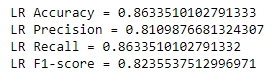 LR Accuracy = 0.8633510102791333
LR Precision = 0.8109876681324307
LR Recall = 0.8633510102791332
LR F1-score = 0.8235537512996971